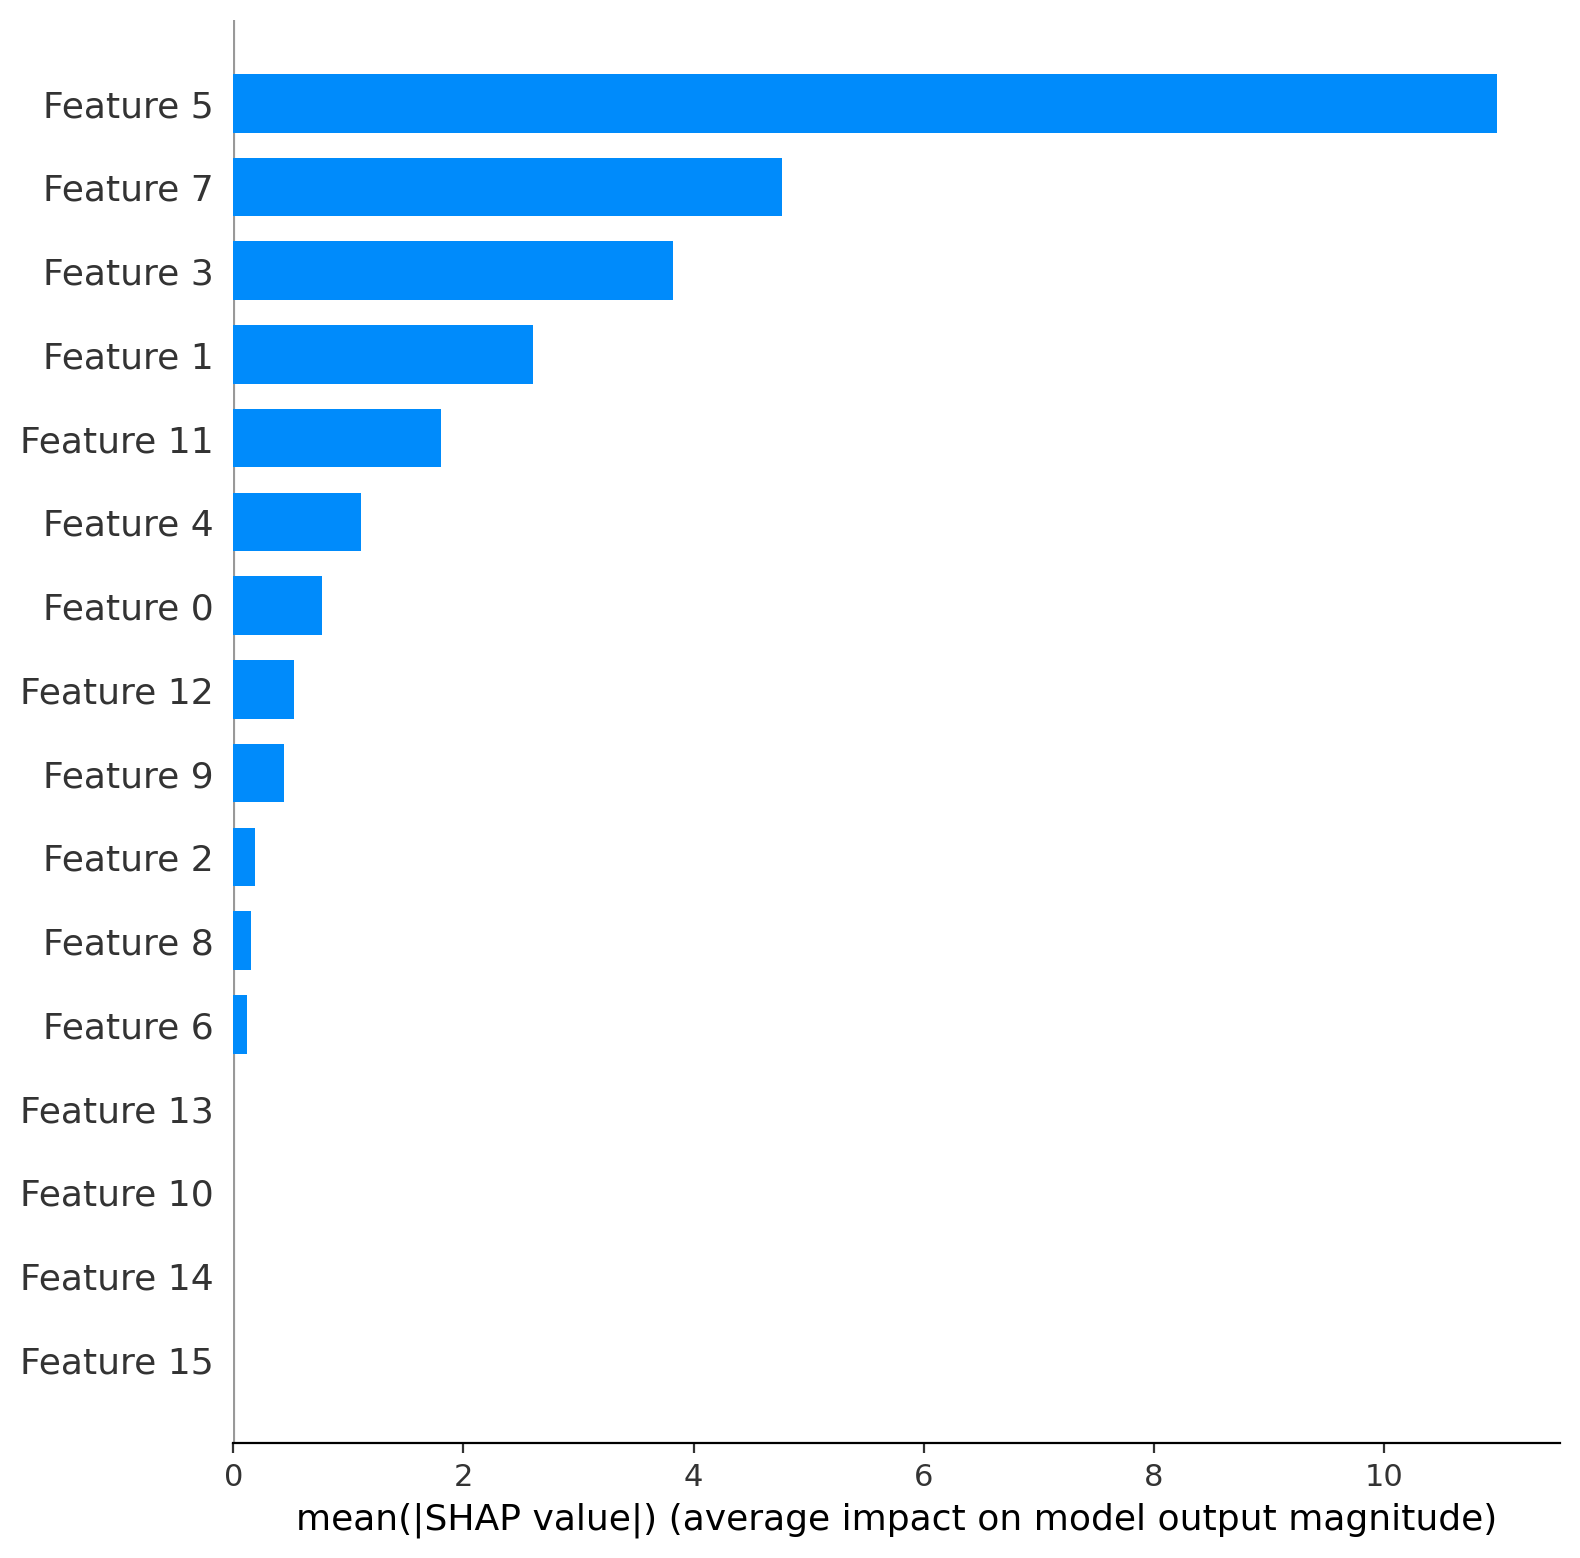 Feature 5
Feature 7
Feature 3
Feature 1
Feature 11
Feature 4
Feature 0
Feature 12
Feature 9
Feature 2
Feature 8
Feature 6
Feature 13
Feature 10
Feature 14
Feature 15
0 2 4 6 8 10
mean(|SHAP value|) (average impact on model output magnitude)